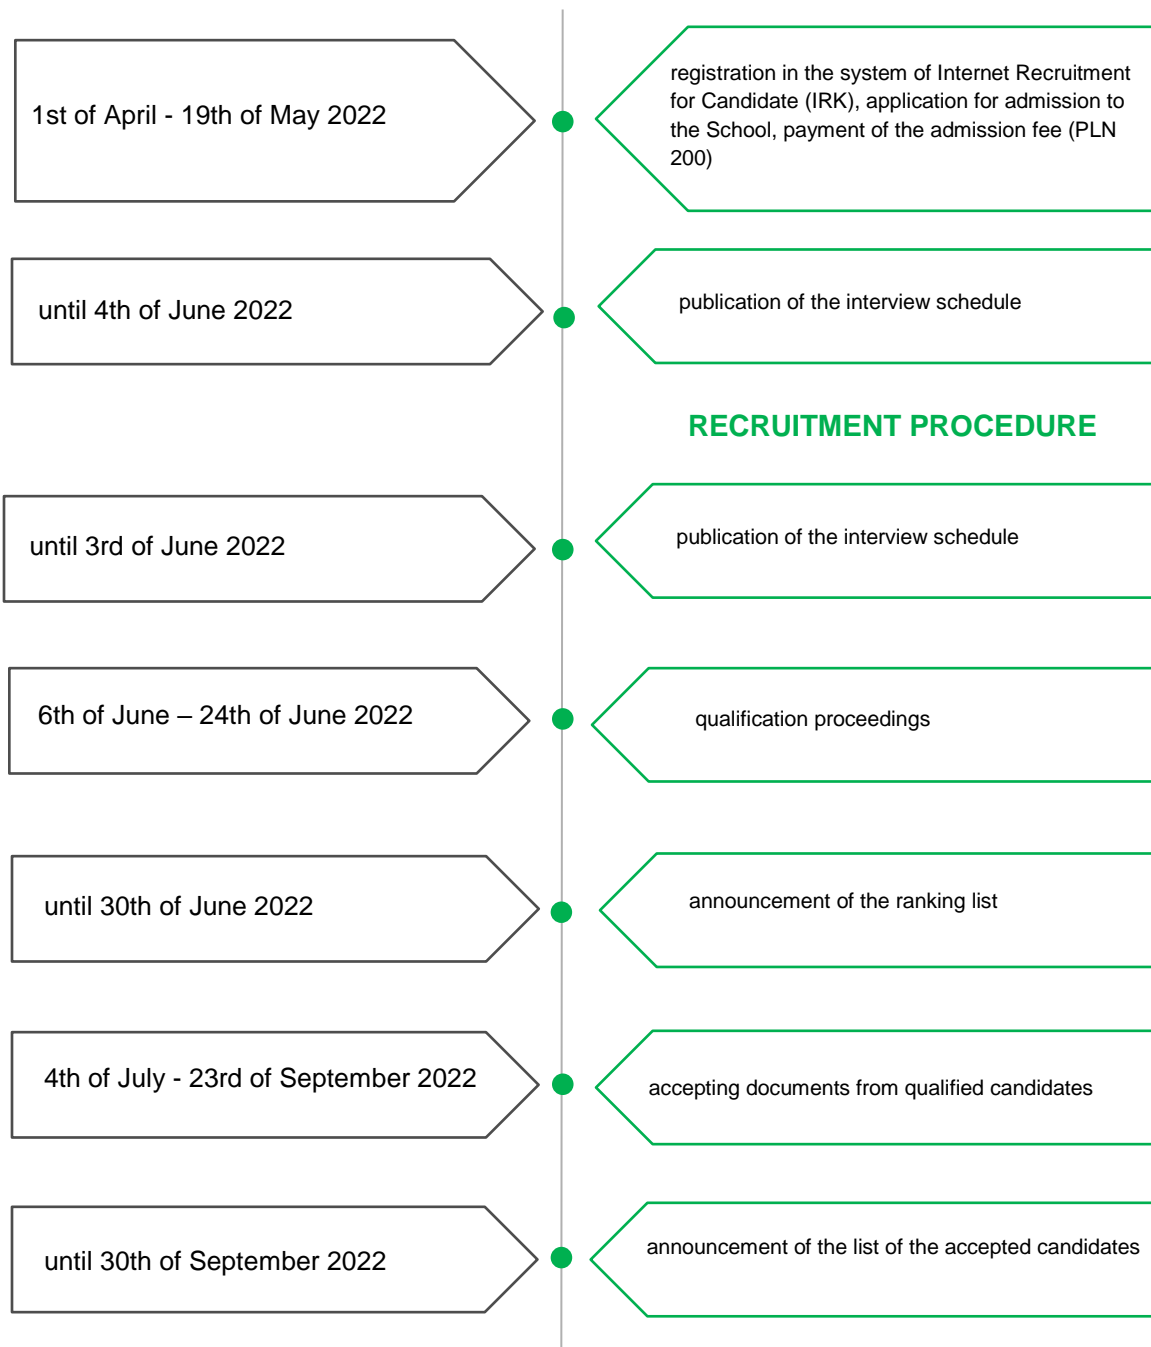 1st of April - 19th of May 2022
registration in the system of Internet Recruitment
for Candidate (IRK), application for admission to
the School, payment of the admission fee (PLN
200)
until 4th of June 2022
publication of the interview schedule
RECRUITMENT PROCEDURE
until 3rd of June 2022
publication of the interview schedule
6th of June – 24th of June 2022
qualification proceedings
until 30th of June 2022
announcement of the ranking list
4th of July - 23rd of September 2022
accepting documents from qualified candidates
until 30th of September 2022
announcement of the list of the accepted candidates